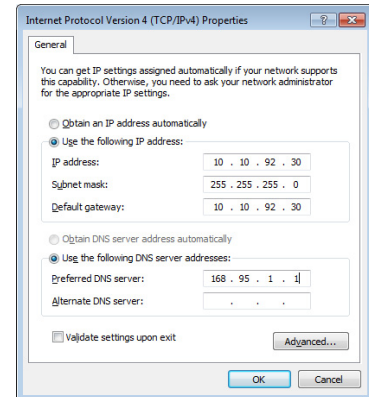 Internet Protocol Version 4 (TCP/IPv4) Properties
General
You can get IP settings assigned automatically if your network supports
this capability. Otherwise, you need to ask your network administrator
for the appropriate IP settings.
Obtain an IP address automatically
Use the following IP address:
IP address: 10 . 10 . 92 . 30
Subnet mask: 255 . 255 . 255 . 0
Default gateway: 10 . 10 . 92 . 30
Obtain DNS server address automatically
Use the following DNS server addresses:
Preferred DNS server: 168 . 95 . 1 . 1
Alternate DNS server: . . .
Validate settings upon exit
Advanced...
OK Cancel